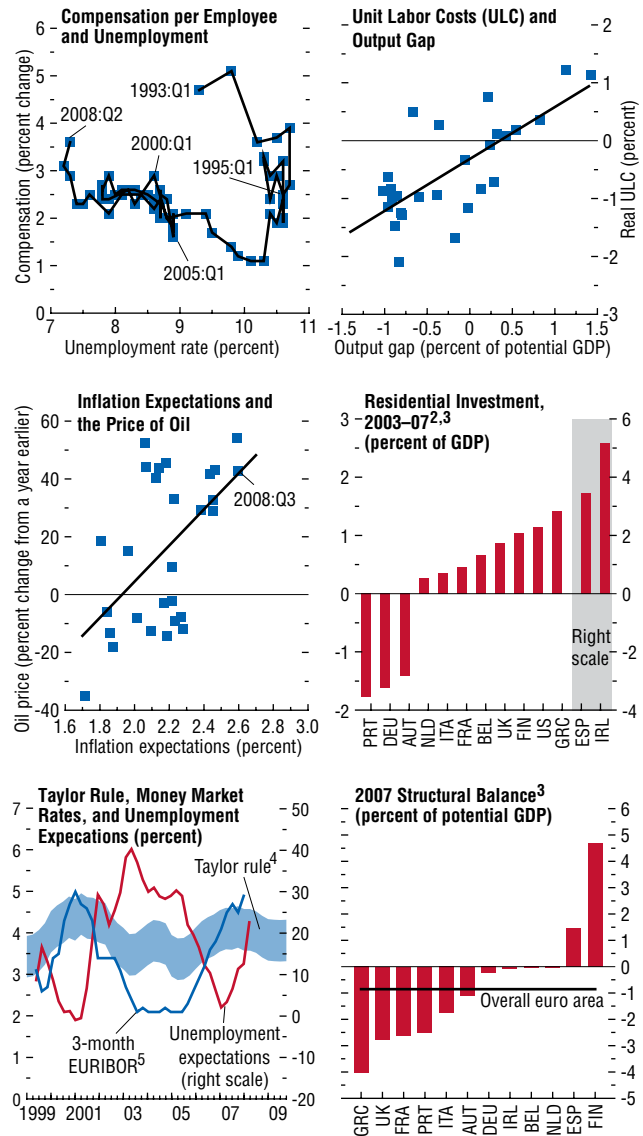 Compensation per Employee
and Unemployment
Compensation (percent change)
6
5
4
3
2
1
0
1993:Q1
2008:Q2
2000:Q1
1995:Q1
2005:Q1
7 8 9 10 11
Unemployment rate (percent)
Unit Labor Costs (ULC) and
Output Gap
2
1
0
-1
-2
-3
Real ULC (percent)
-1.5 -1 -0.5 0 0.5 1 1.5
Output gap (percent of potential GDP)
Inflation Expectations and
the Price of Oil
Oil price (percent change from a year earlier)
60
40
20
0
-20
-40
2008:Q3
1.6 1.8 2.0 2.2 2.4 2.6 2.8 3.0
Inflation expectations (percent)
Residential Investment,
2003–07²,³
(percent of GDP)
3
2
1
0
-1
-2
6
4
2
0
-2
-4
Right
scale
PRT DEU AUT NLD ITA FRA BEL UK FIN US GRC ESP IRL
Taylor Rule, Money Market
Rates, and Unemployment
Expecations (percent)
7
6
5
4
3
2
1
0
50
40
30
20
10
0
-10
-20
Taylor rule⁴
3-month
EURIBOR⁵
Unemployment
expectations
(right scale)
1999 2001 03 05 07 09
2007 Structural Balance³
(percent of potential GDP)
6
5
4
3
2
1
0
-1
-2
-3
-4
-5
Overall euro area
GRC UK FRA PRT ITA AUT DEU IRL BEL NLD ESP FIN